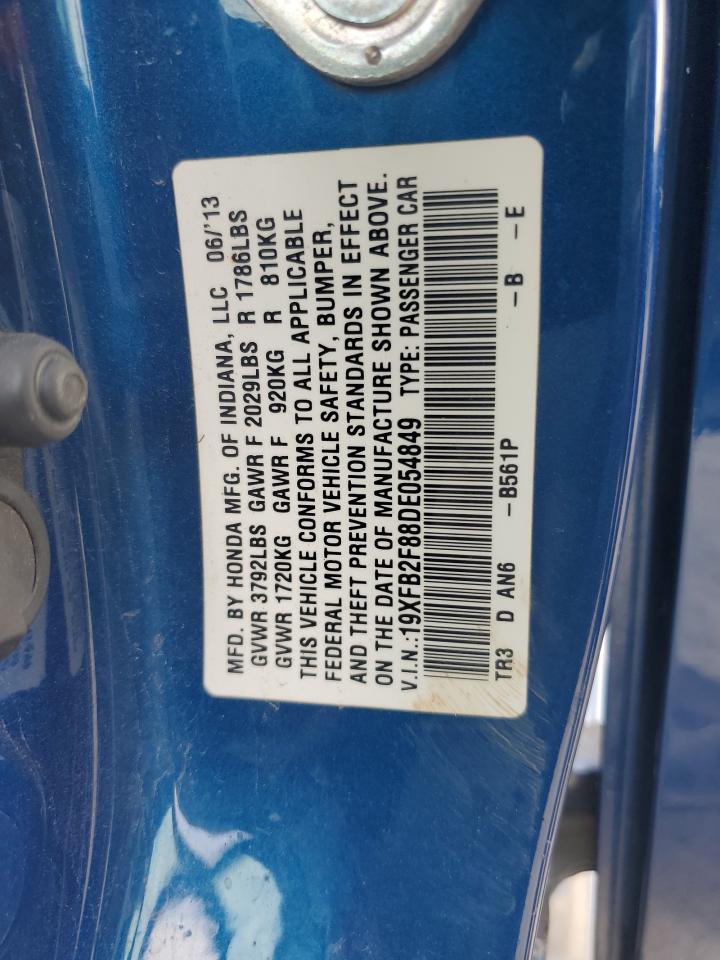 MFD. BY HONDA MFG. OF INDIANA, LLC 06/'13
GVWR 3792LBS GAWR F 2029LBS R 1786LBS
GVWR 1720KG GAWR F 920KG R 810KG
THIS VEHICLE CONFORMS TO ALL APPLICABLE
FEDERAL MOTOR VEHICLE SAFETY, BUMPER,
AND THEFT PREVENTION STANDARDS IN EFFECT
ON THE DATE OF MANUFACTURE SHOWN ABOVE.
V.I.N.:19XFB2F88DE054849 TYPE: PASSENGER CAR
TR3 D AN6 -B561P -B -E